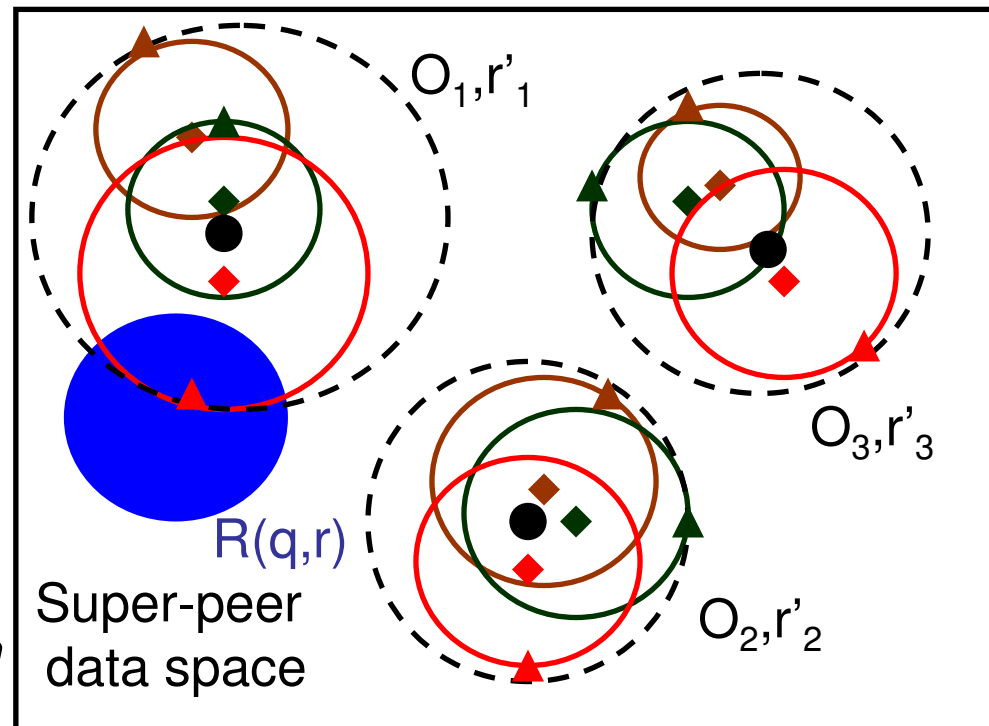 O₁,r'₁
O₃,r'₃
R(q,r)
Super-peer
data space
O₂,r'₂